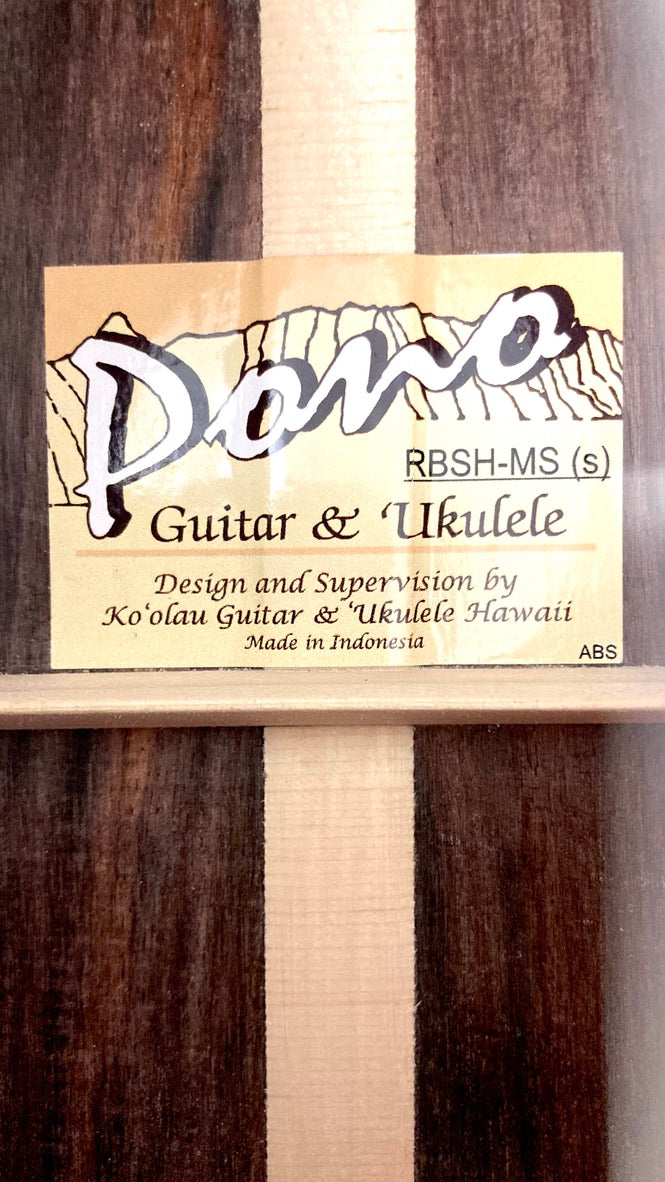 Pono
RBSH-MS (s)
Guitar & ‘Ukulele
Design and Supervision by
Ko‘olau Guitar & ‘Ukulele Hawaii
Made in Indonesia
ABS